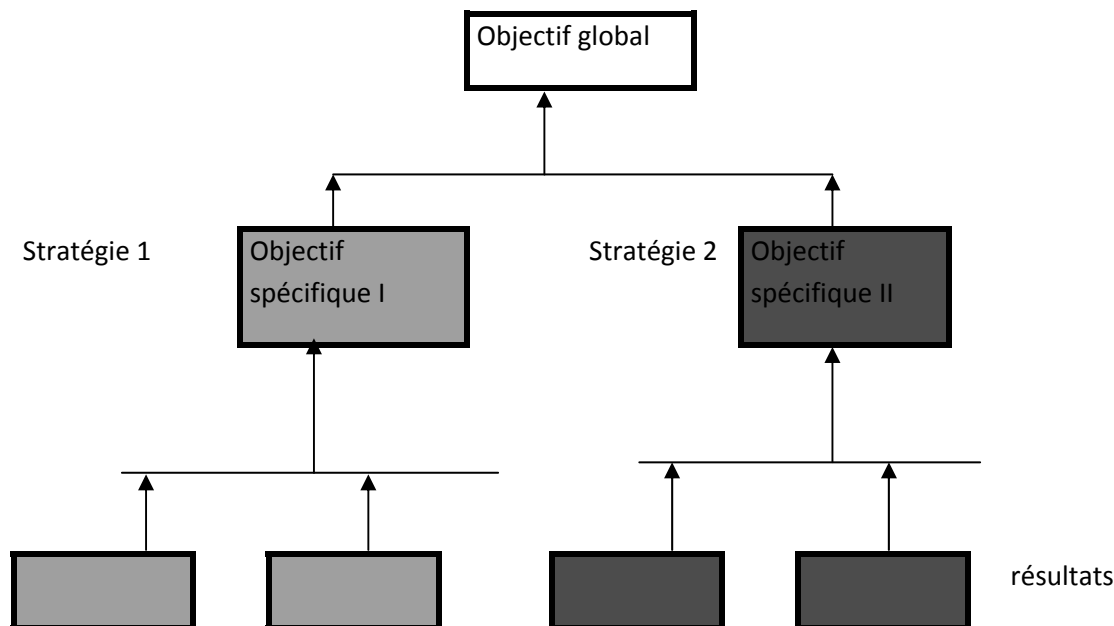 Objectif global
Stratégie 1
Objectif
spécifique I
Stratégie 2
Objectif
spécifique II
résultats